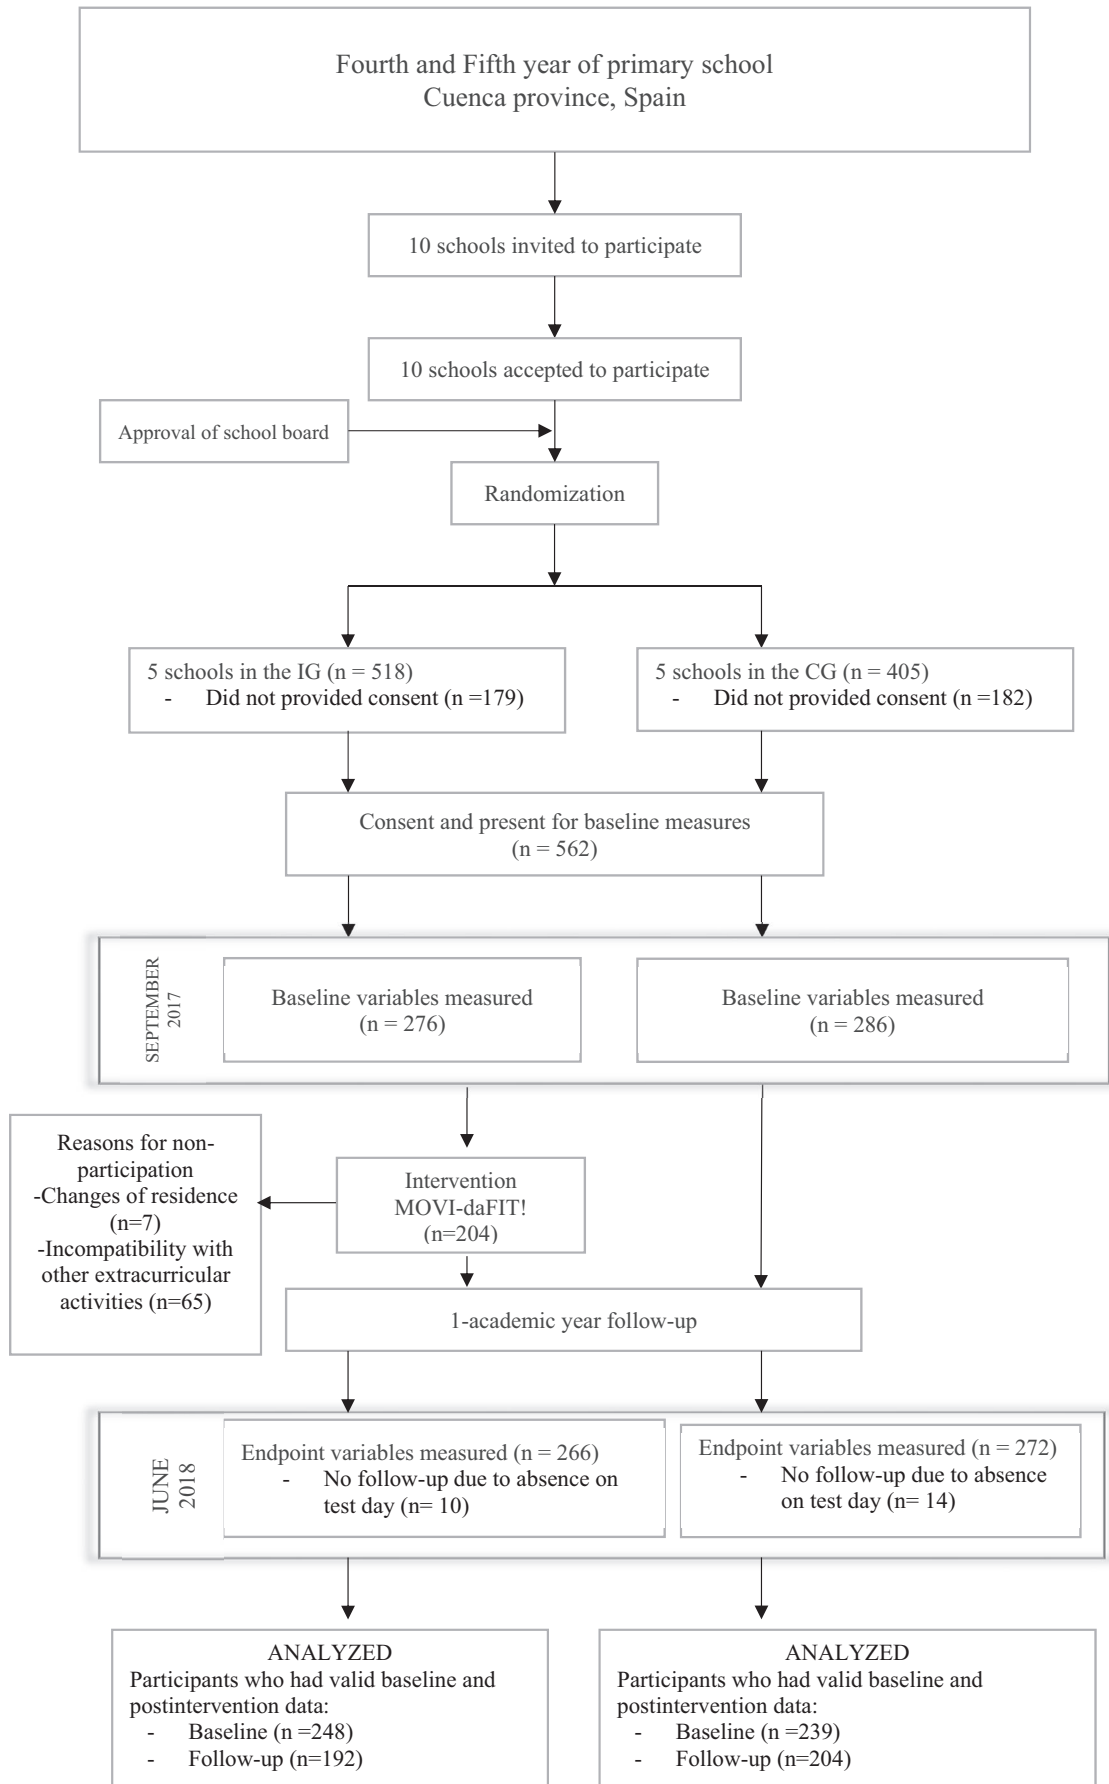 Fourth and Fifth year of primary school
Cuenca province, Spain
10 schools invited to participate
10 schools accepted to participate
Approval of school board
Randomization
5 schools in the IG (n = 518)
- Did not provided consent (n =179)
5 schools in the CG (n = 405)
- Did not provided consent (n =182)
Consent and present for baseline measures
(n = 562)
SEPTEMBER
2017
Baseline variables measured
(n = 276)
Baseline variables measured
(n = 286)
Reasons for non-
participation
-Changes of residence
(n=7)
-Incompatibility with
other extracurricular
activities (n=65)
Intervention
MOVI-daFIT!
(n=204)
1-academic year follow-up
JUNE
2018
Endpoint variables measured (n = 266)
- No follow-up due to absence on
test day (n= 10)
Endpoint variables measured (n = 272)
- No follow-up due to absence
on test day (n= 14)
ANALYZED
Participants who had valid baseline and
postintervention data:
- Baseline (n =248)
- Follow-up (n=192)
ANALYZED
Participants who had valid baseline and
postintervention data:
- Baseline (n =239)
- Follow-up (n=204)